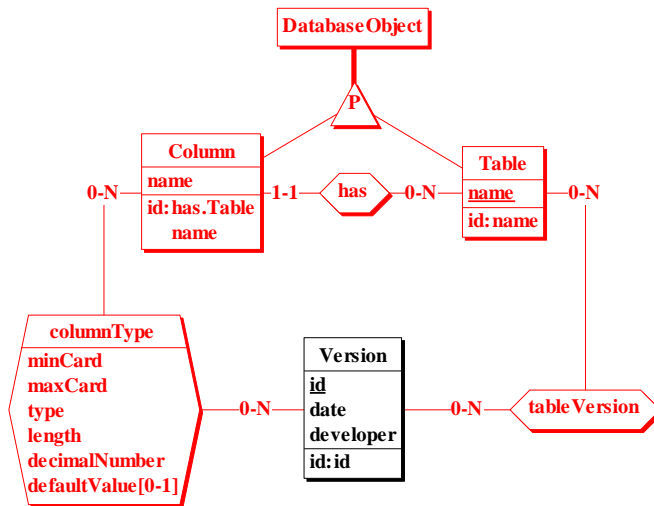 DatabaseObject
P
Column
name
id:has.Table
name
0-N
1-1
has
0-N
Table
name
id:name
0-N
columnType
minCard
maxCard
type
length
decimalNumber
defaultValue[0-1]
0-N
Version
id
date
developer
id:id
0-N
tableVersion